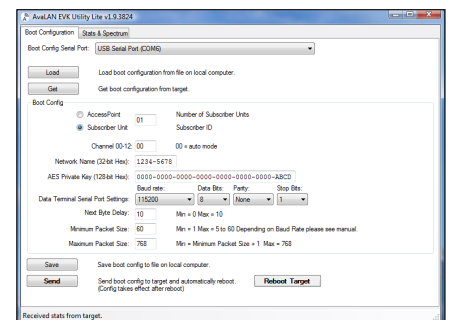 AvaLAN EVK Utility Lite v1.9.3824
Boot Configuration Stats & Spectrum
Boot Config Serial Port: USB Serial Port (COM6)
Load Load boot configuration from file on local computer.
Get Get boot configuration from target.
Boot Config
AccessPoint Number of Subscriber Units
01
Subscriber Unit Subscriber ID
Channel 00-12: 00 00 = auto mode
Network Name (32-bit Hex): 1234-5678
AES Private Key (128-bit Hex): 0000-0000-0000-0000-0000-0000-0000-ABCD
Baud rate: Data Bits: Parity: Stop Bits:
Data Terminal Serial Port Settings: 115200 8 None 1
Next Byte Delay: 10 Min = 0 Max = 10
Minimum Packet Size: 60 Min = 1 Max = 5 to 60 Depending on Baud Rate please see manual.
Maximum Packet Size: 768 Min = Minimum Packet Size + 1 Max = 768
Save Save boot config to file on local computer.
Send Send boot config to target and automatically reboot. Reboot Target
(Config takes effect after reboot)
Received stats from target.